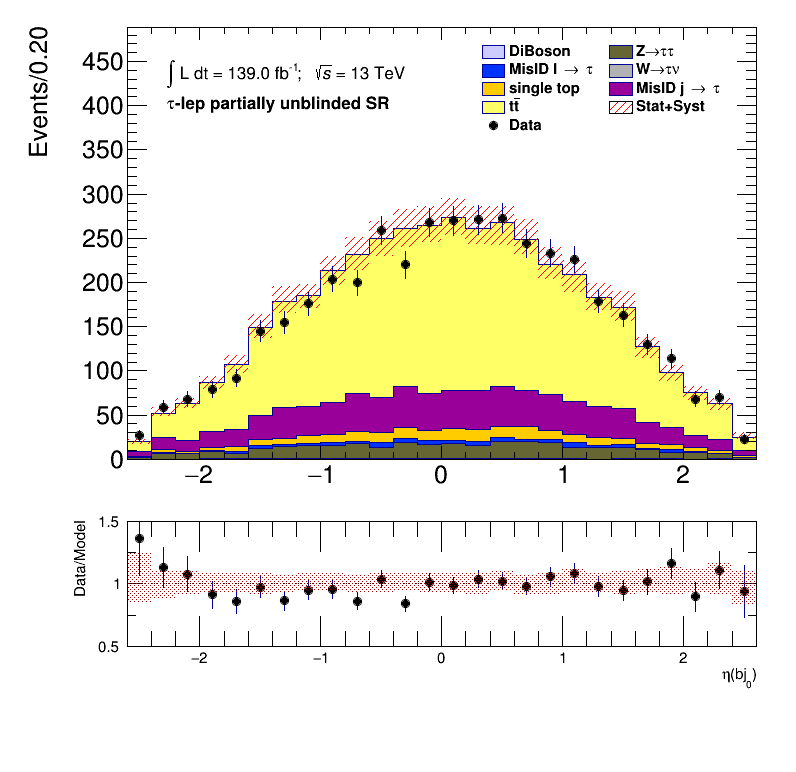 Events/0.20
450
400
350
300
250
200
150
100
50
0
∫ L dt = 139.0 fb⁻¹; √s = 13 TeV
τ-lep partially unblinded SR
DiBoson
Z→ττ
MisID l → τ
W→τν
single top
MisID j → τ
tt̄
Stat+Syst
Data
−2 −1 0 1 2
Data/Model
1.5
1
0.5
−2 −1 0 1 2
η(bj₀)